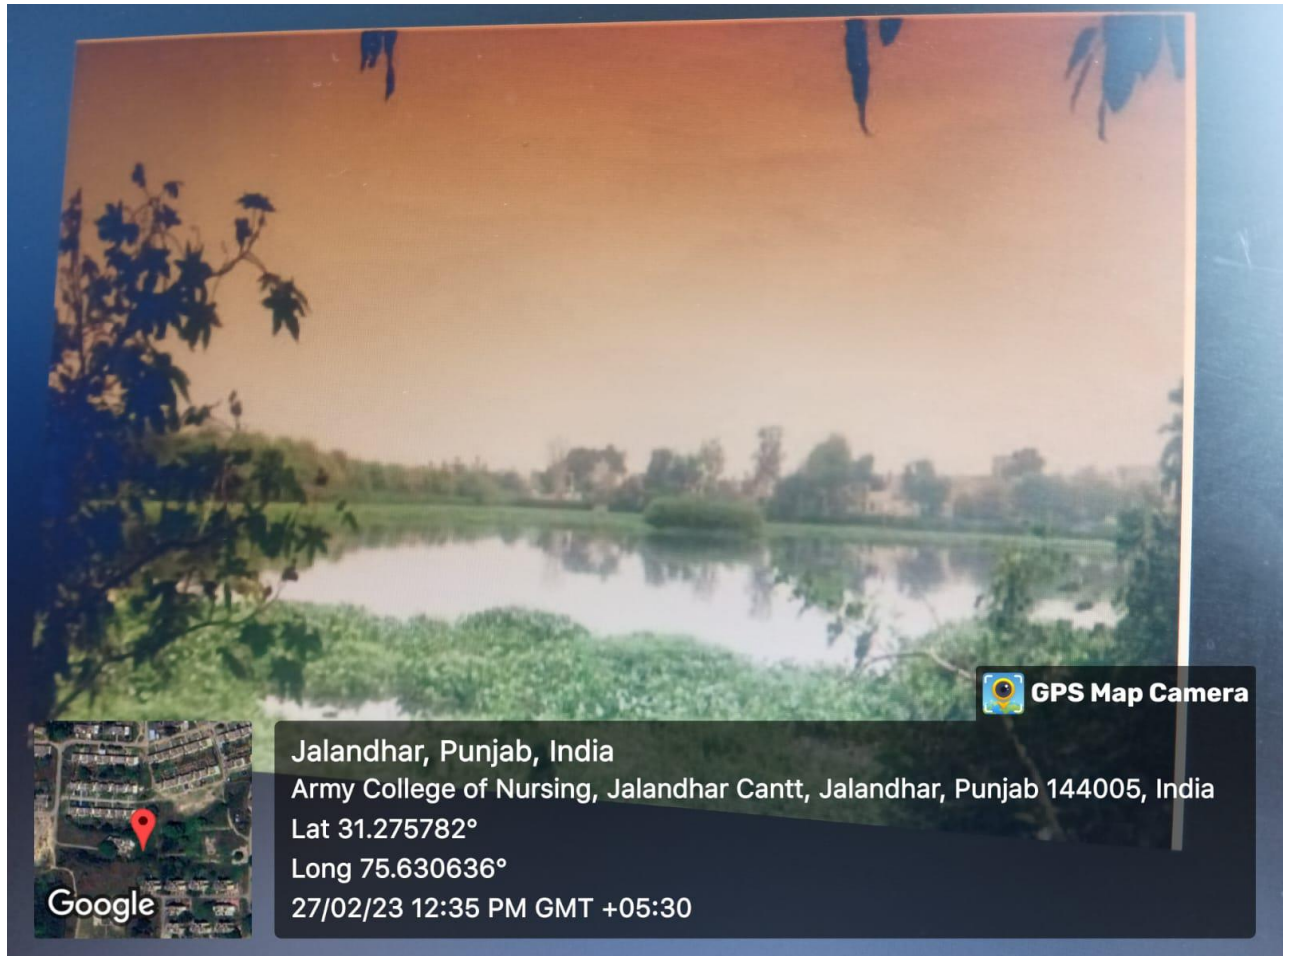 GPS Map Camera
Jalandhar, Punjab, India
Army College of Nursing, Jalandhar Cantt, Jalandhar, Punjab 144005, India
Lat 31.275782°
Long 75.630636°
27/02/23 12:35 PM GMT +05:30
Google